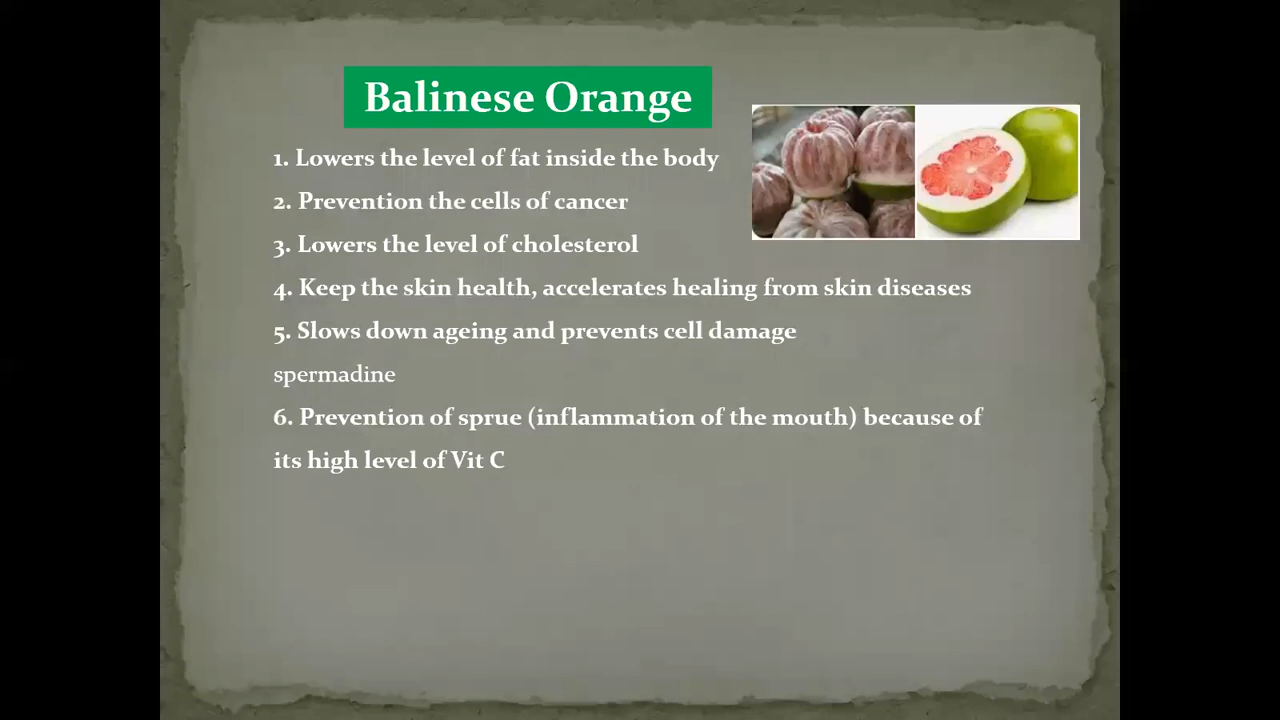 Balinese Orange
1. Lowers the level of fat inside the body
2. Prevention the cells of cancer
3. Lowers the level of cholesterol
4. Keep the skin health, accelerates healing from skin diseases
5. Slows down ageing and prevents cell damage
spermadine
6. Prevention of sprue (inflammation of the mouth) because of
its high level of Vit C